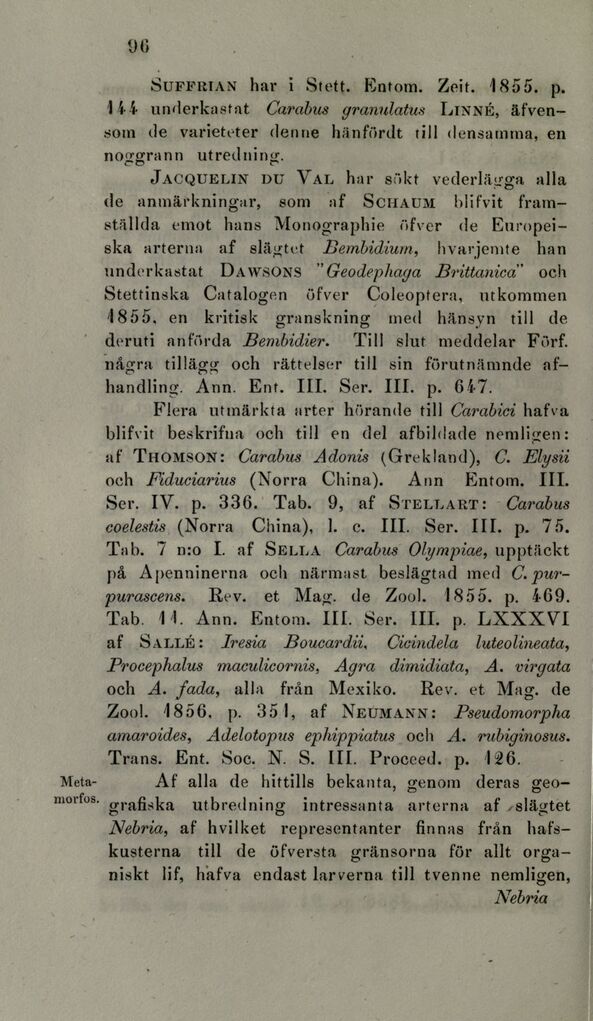 96
SUFFRIAN har i Stett. Entom. Zeit. 1855. p.
144 underkastat Carabus granulatus LINNÉ, äfven-
som de varieteter denne hänfördt till densamma, en
noggrann utredning.
JACQUELIN DU VAL har sökt vederlägga alla
de anmärkningar, som af SCHAUM blifvit fram-
ställda emot hans Monographie öfver de Europei-
ska arterna af slägtet Bembidium, hvarjemte han
underkastat DAWSONS "Geodephaga Brittanica" och
Stettinska Catalogen öfver Coleoptera, utkommen
1855, en kritisk granskning med hänsyn till de
deruti anförda Bembidier. Till slut meddelar Förf.
några tillägg och rättelser till sin förutnämnde af-
handling. Ann. Ent. III. Ser. III. p. 647.
Flera utmärkta arter hörande till Carabici hafva
blifvit beskrifna och till en del afbildade nemligen:
af THOMSON: Carabus Adonis (Grekland), C. Elysii
och Fiduciarius (Norra China). Ann Entom. III.
Ser. IV. p. 336. Tab. 9, af STELLART: Carabus
coelestis (Norra China), l. c. III. Ser. III. p. 75.
Tab. 7 n:o I. af SELLA Carabus Olympiae, upptäckt
på Apenninerna och närmast beslägtad med C. pur-
purascens. Rev. et Mag. de Zool. 1855. p. 469.
Tab. 11. Ann. Entom. III. Ser. III. p. LXXXVI
af SALLÉ: Iresia Boucardii, Cicindela luteolineata,
Procephalus maculicornis, Agra dimidiata, A. virgata
och A. fada, alla från Mexiko. Rev. et Mag. de
Zool. 1856, p. 351, af NEUMANN: Pseudomorpha
amaroides, Adelotopus ephippiatus och A. rubiginosus.
Trans. Ent. Soc. N. S. III. Proceed. p. 126.
Meta- Af alla de hittills bekanta, genom deras geo-
morfos. grafiska utbredning intressanta arterna af slägtet
Nebria, af hvilket representanter finnas från hafs-
kusterna till de öfversta gränsorna för allt orga-
niskt lif, hafva endast larverna till tvenne nemligen,
Nebria